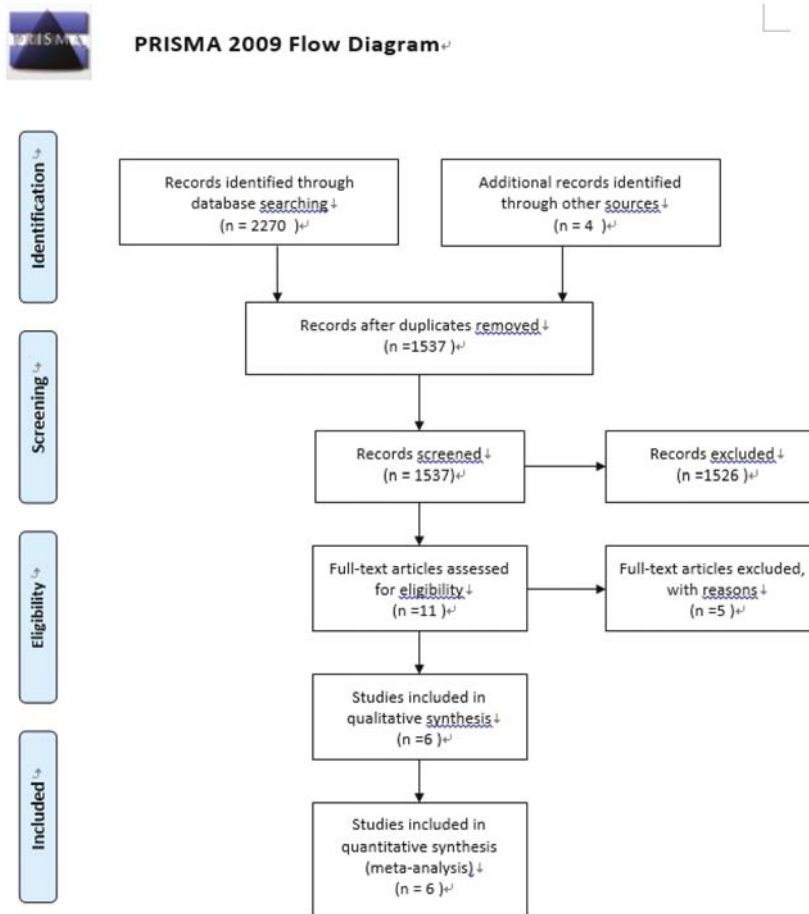 PRISMA
PRISMA 2009 Flow Diagram↵
Identification
Records identified through
database searching↓
(n = 2270 )↵
Additional records identified
through other sources↓
(n = 4 )↵
Records after duplicates removed↓
(n =1537 )↵
Screening
Records screened↓
(n = 1537)↵
Records excluded↓
(n =1526 )↵
Eligibility
Full-text articles assessed
for eligibility↓
(n =11 )↵
Full-text articles excluded,
with reasons↓
(n =5 )↵
Studies included in
qualitative synthesis↓
(n =6 )↵
Included
Studies included in
quantitative synthesis
(meta-analysis)↓
(n = 6 )↵